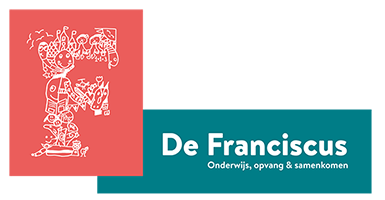 De Franciscus
Onderwijs, opvang & samenkomen